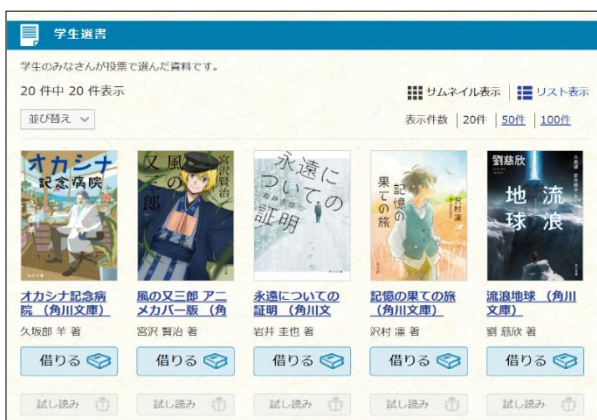 学生選書
学生のみなさんが投票で選んだ資料です。
20 件中 20 件表示
サムネイル表示 リスト表示
並び替え
表示件数 20件 50件 100件
オカシナ
記念病院
風の
又三郎
宮沢賢治
永遠に
ついての
証明
岩井圭也
記憶の
果ての旅
沢村凜
劉慈欣
流浪
地球
オカシナ記念病
院 (角川文庫)
久坂部 羊 著
風の又三郎 アニ
メカバー版 (角
宮沢 賢治 著
永遠についての
証明 (角川文
岩井 圭也 著
記憶の果ての旅
(角川文庫)
沢村 凜 著
流浪地球 (角川
文庫)
劉 慈欣 著
借りる 借りる 借りる 借りる 借りる
試し読み 試し読み 試し読み 試し読み 試し読み